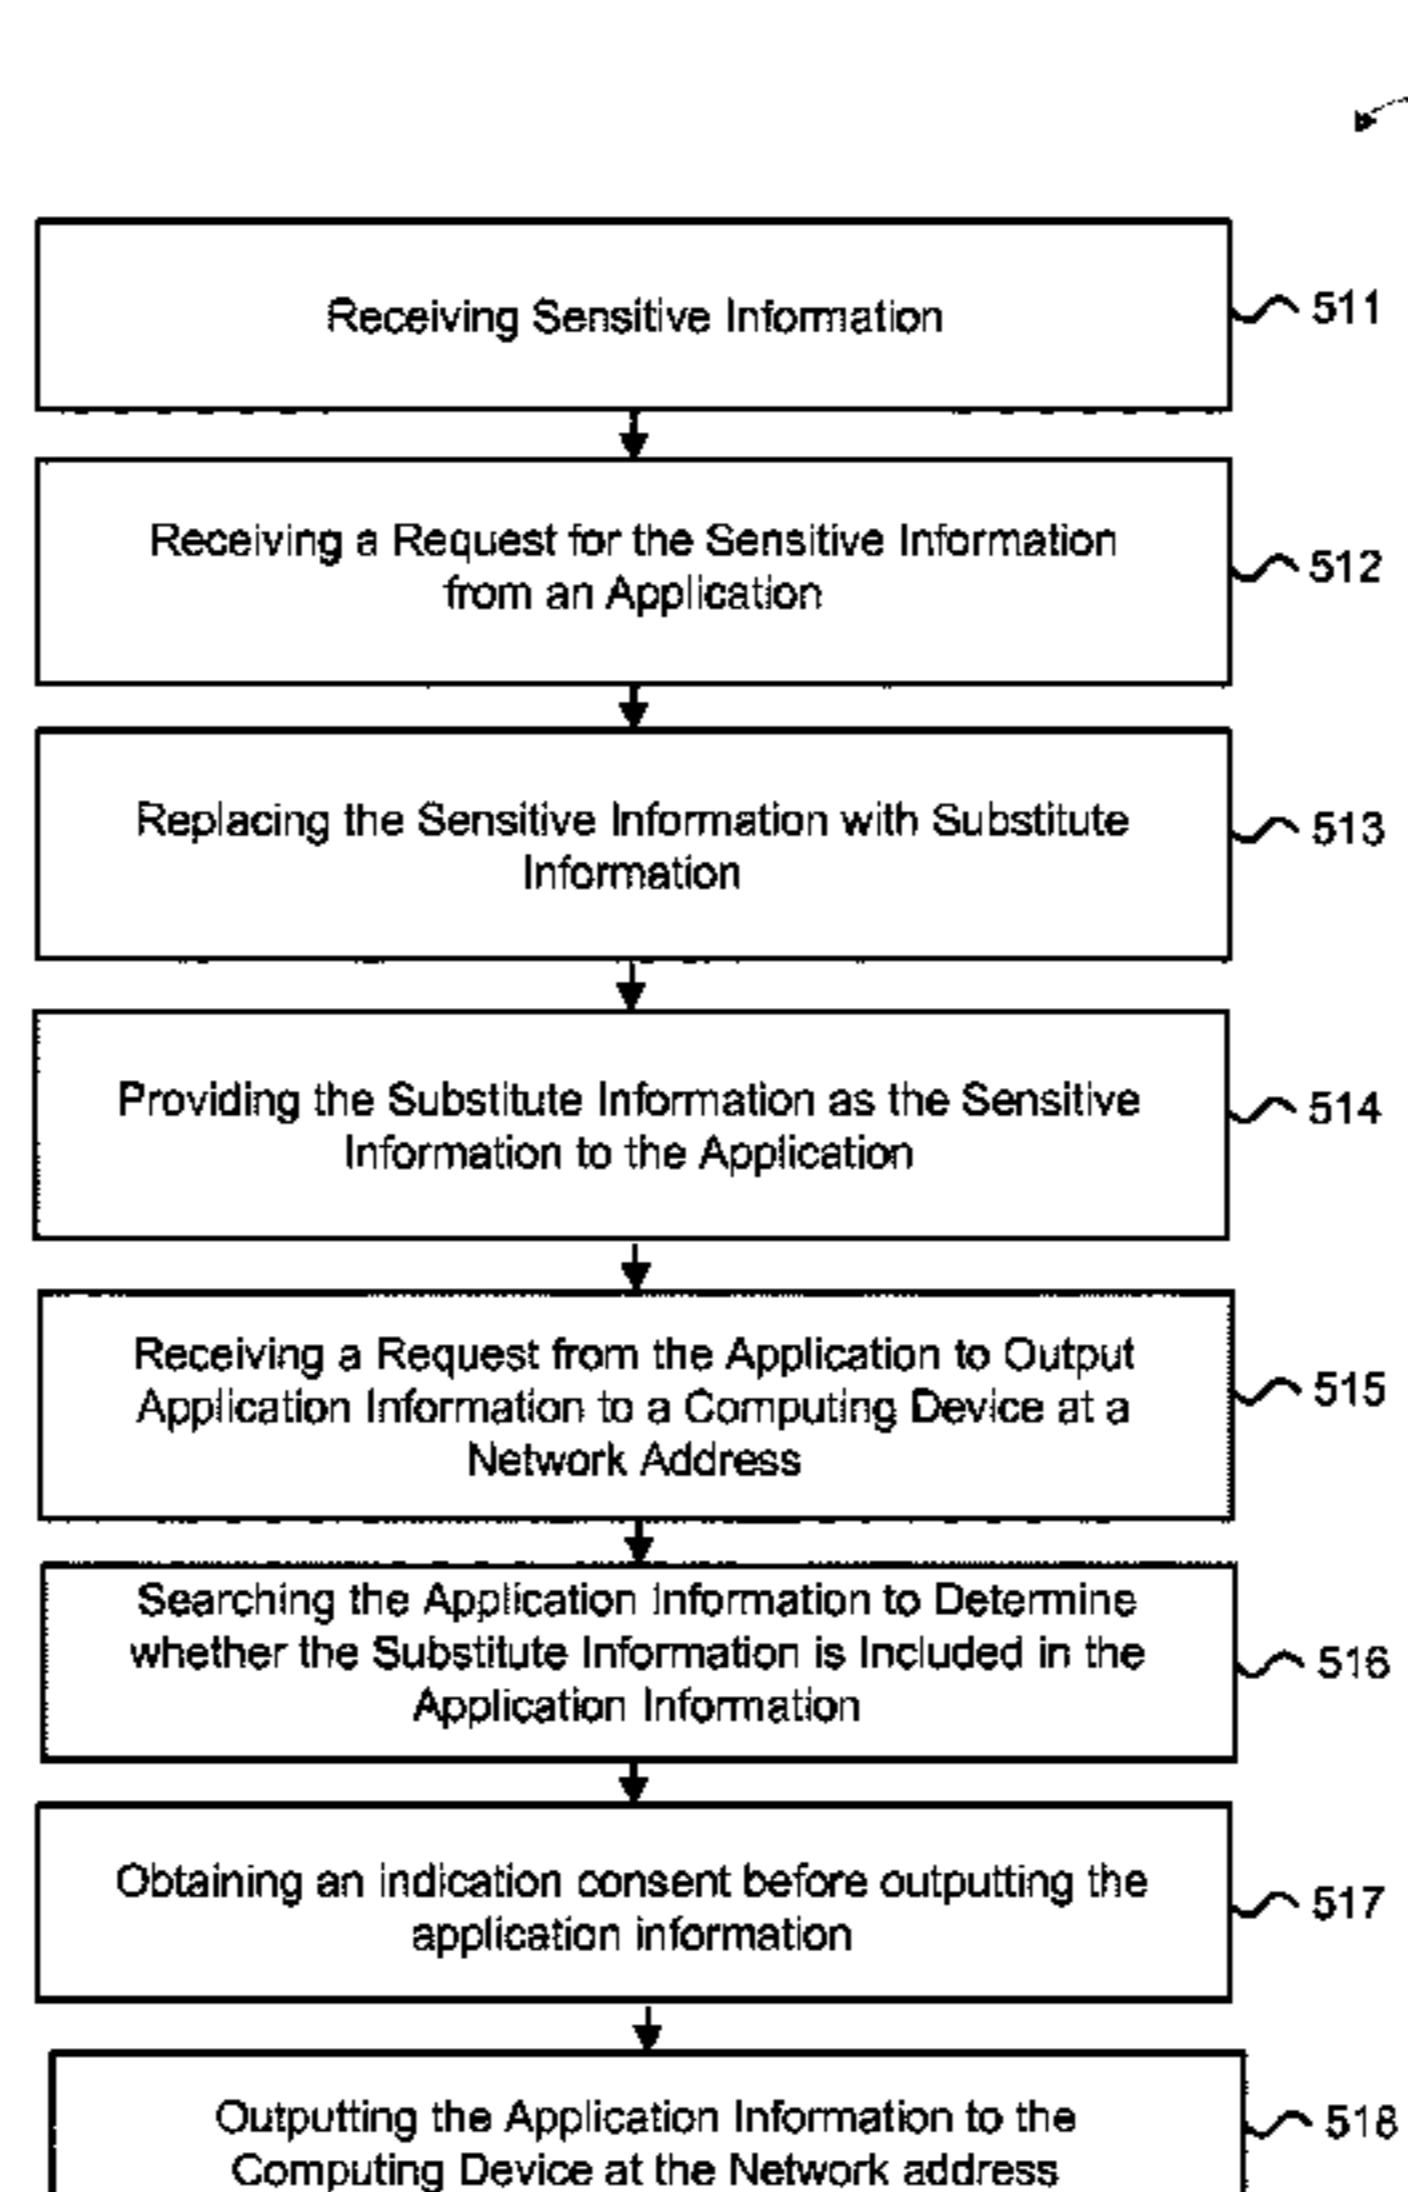 Receiving Sensitive Information
511
Receiving a Request for the Sensitive Information
from an Application
512
Replacing the Sensitive Information with Substitute
Information
513
Providing the Substitute Information as the Sensitive
Information to the Application
514
Receiving a Request from the Application to Output
Application Information to a Computing Device at a
Network Address
515
Searching the Application Information to Determine
whether the Substitute Information is Included in the
Application Information
516
Obtaining an indication consent before outputting the
application information
517
Outputting the Application Information to the
Computing Device at the Network address
518